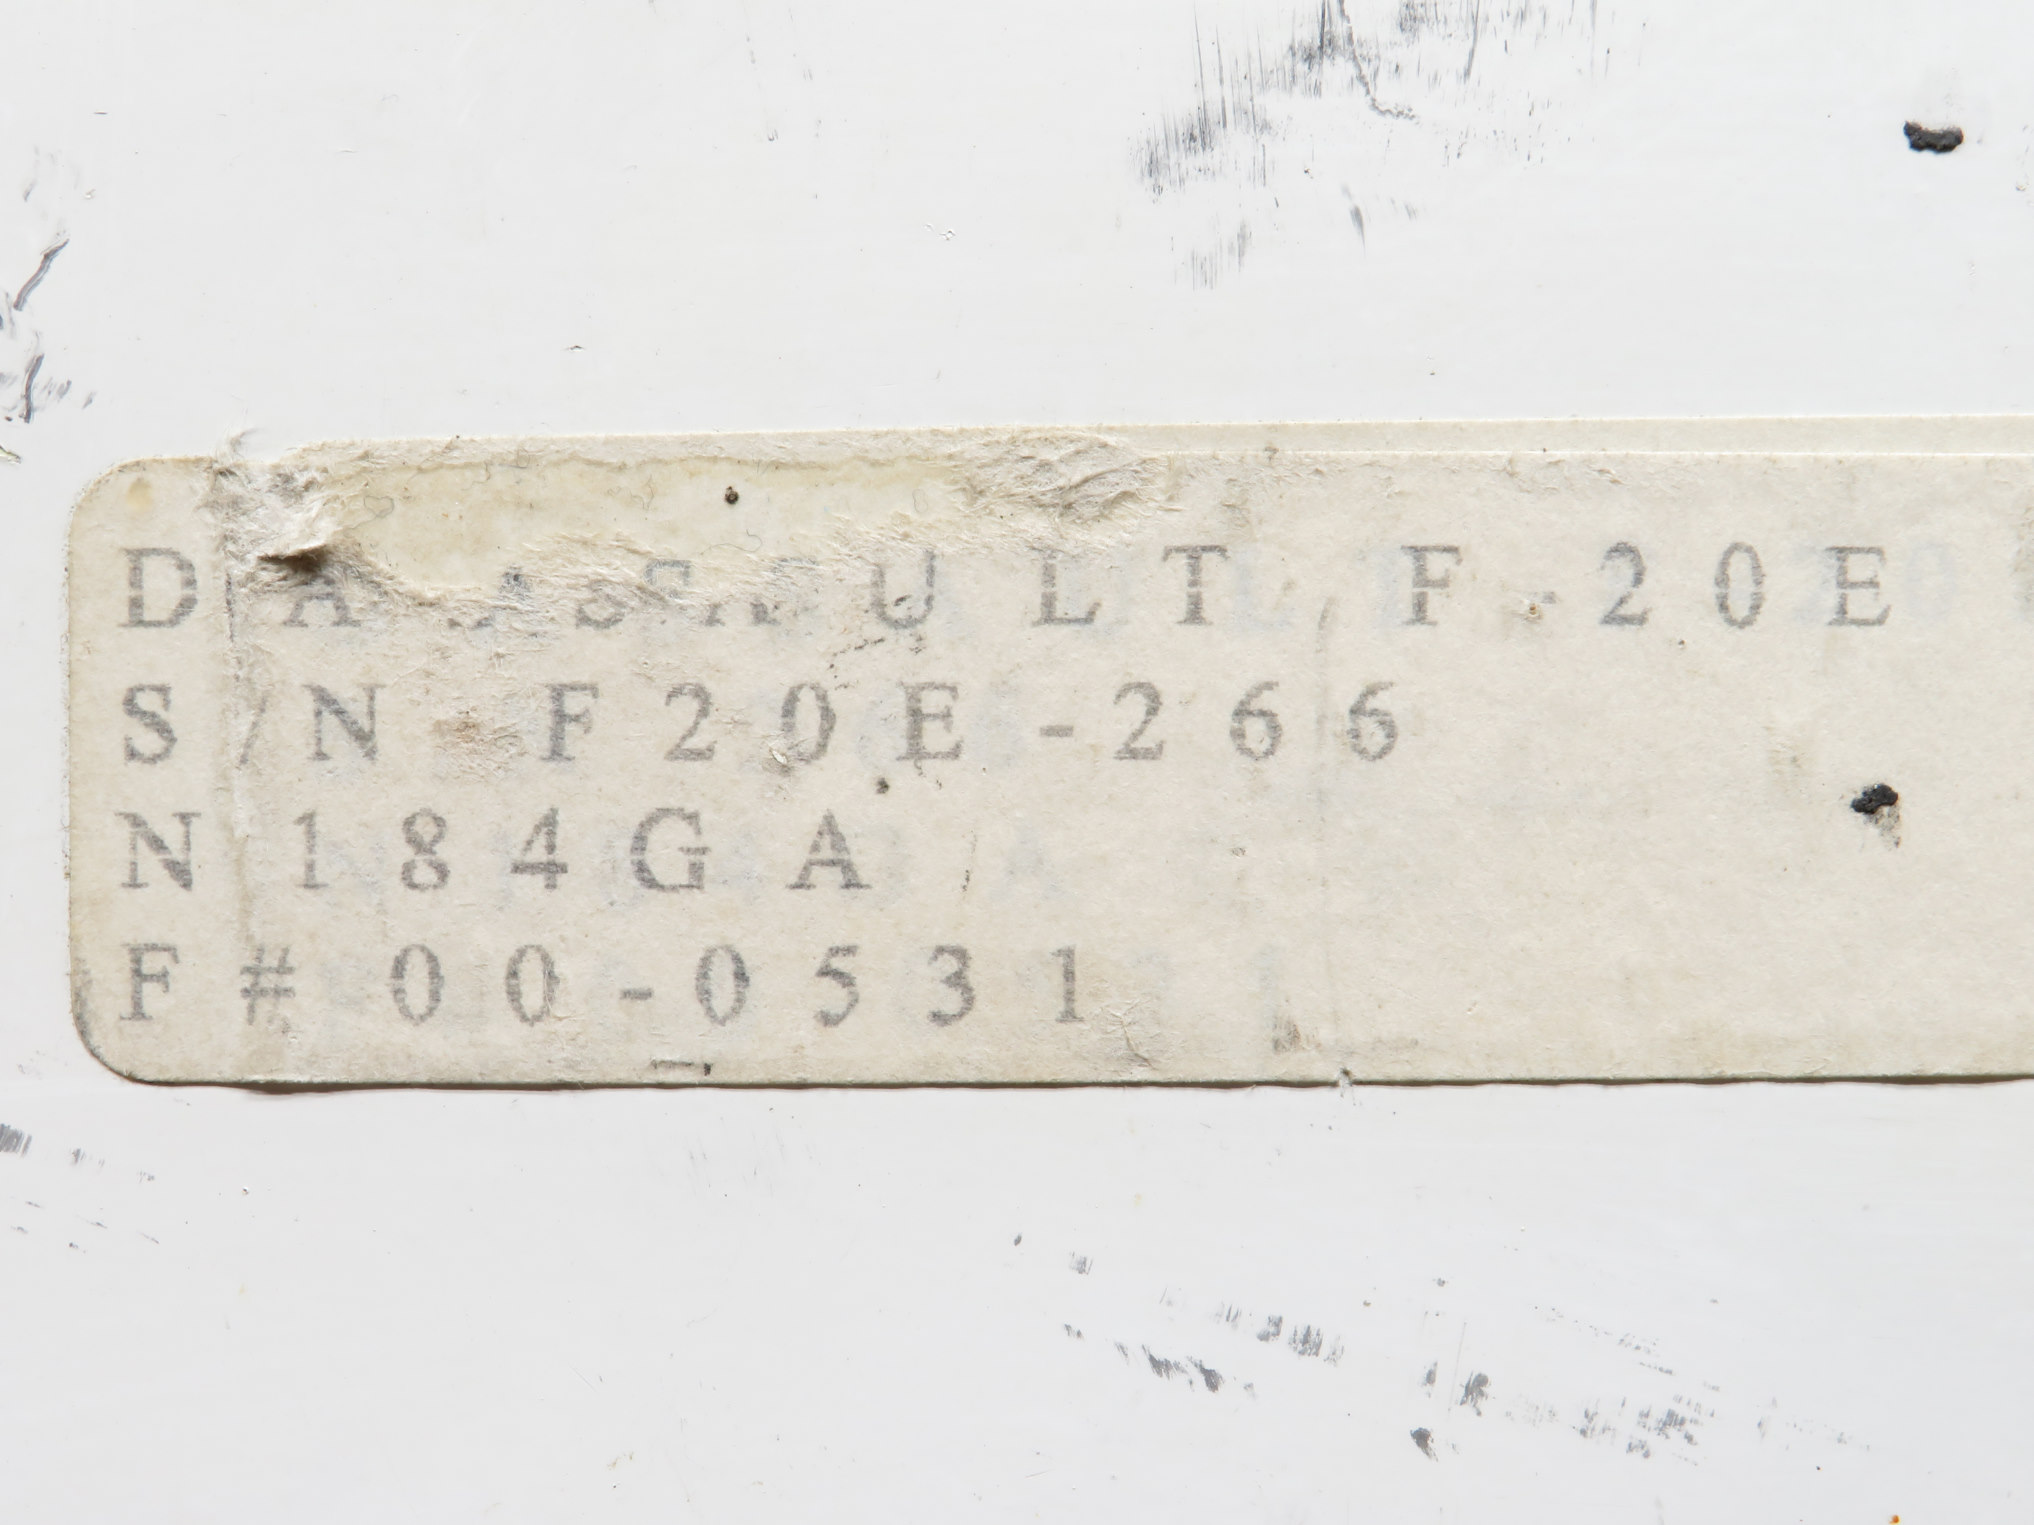 DASSAULT F-20E
S/N F20E-266
N184GA
F# 00-0531